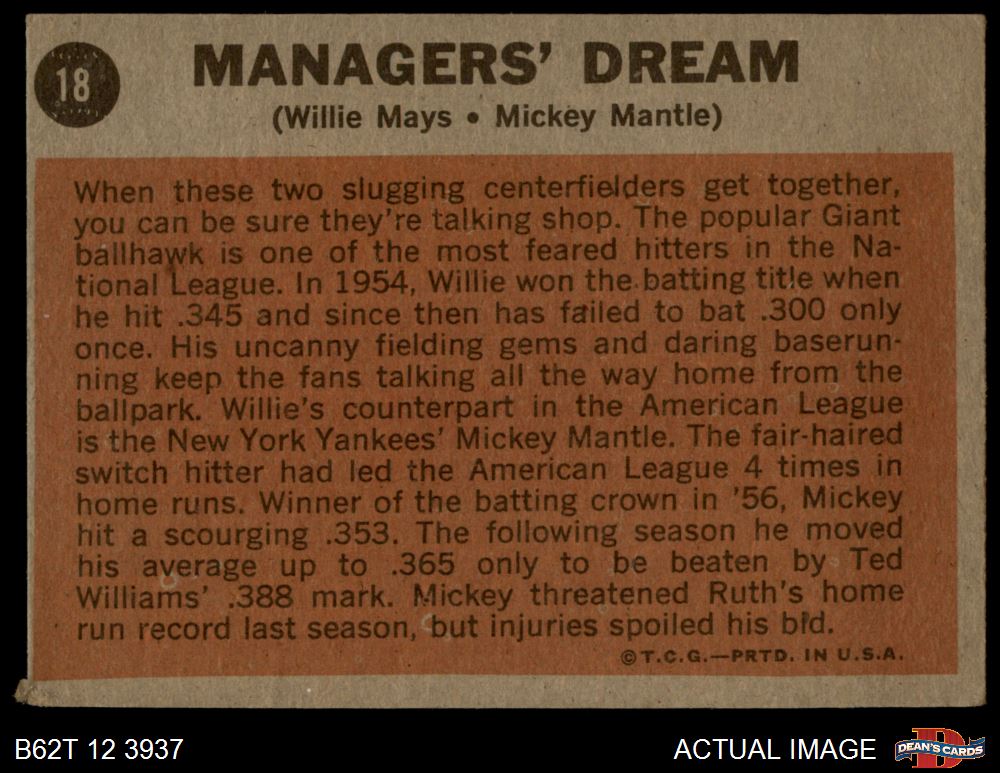 18
MANAGERS' DREAM
(Willie Mays • Mickey Mantle)
When these two slugging centerfielders get together,
you can be sure they're talking shop. The popular Giant
ballhawk is one of the most feared hitters in the Na-
tional League. In 1954, Willie won the batting title when
he hit .345 and since then has failed to bat .300 only
once. His uncanny fielding gems and daring baserun-
ning keep the fans talking all the way home from the
ballpark. Willie's counterpart in the American League
is the New York Yankees' Mickey Mantle. The fair-haired
switch hitter had led the American League 4 times in
home runs. Winner of the batting crown in '56, Mickey
hit a scourging .353. The following season he moved
his average up to .365 only to be beaten by Ted
Williams' .388 mark. Mickey threatened Ruth's home
run record last season, but injuries spoiled his bid.
©T.C.G.—PRTD. IN U.S.A.
B62T 12 3937
ACTUAL IMAGE
DEAN'S CARDS